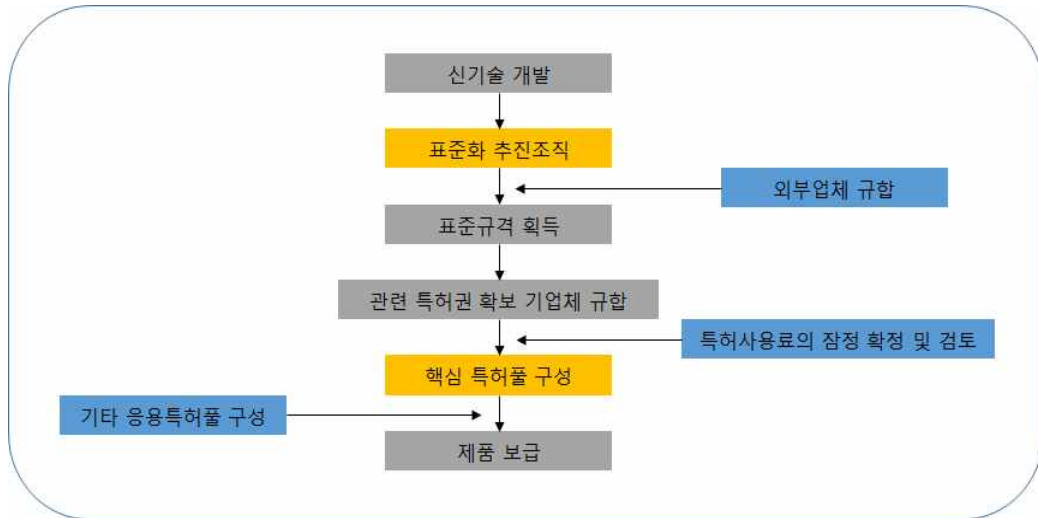 신기술 개발
표준화 추진조직
외부업체 규합
표준규격 획득
관련 특허권 확보 기업체 규합
특허사용료의 잠정 확정 및 검토
핵심 특허풀 구성
기타 응용특허풀 구성
제품 보급